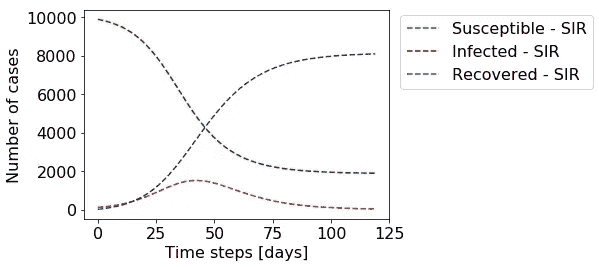 10000
8000
6000
4000
2000
0
Number of cases
0 25 50 75 100 125
Time steps [days]
Susceptible - SIR
Infected - SIR
Recovered - SIR